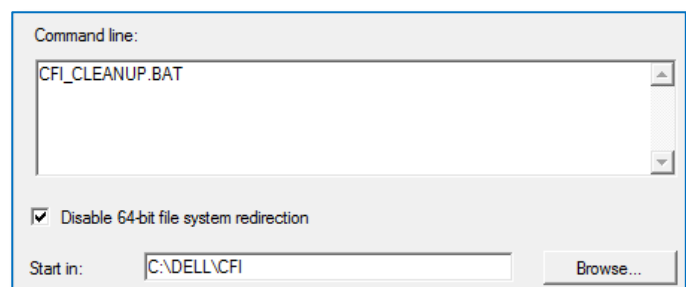 Command line:
CFI_CLEANUP.BAT
Disable 64-bit file system redirection
Start in: C:\DELL\CFI Browse...